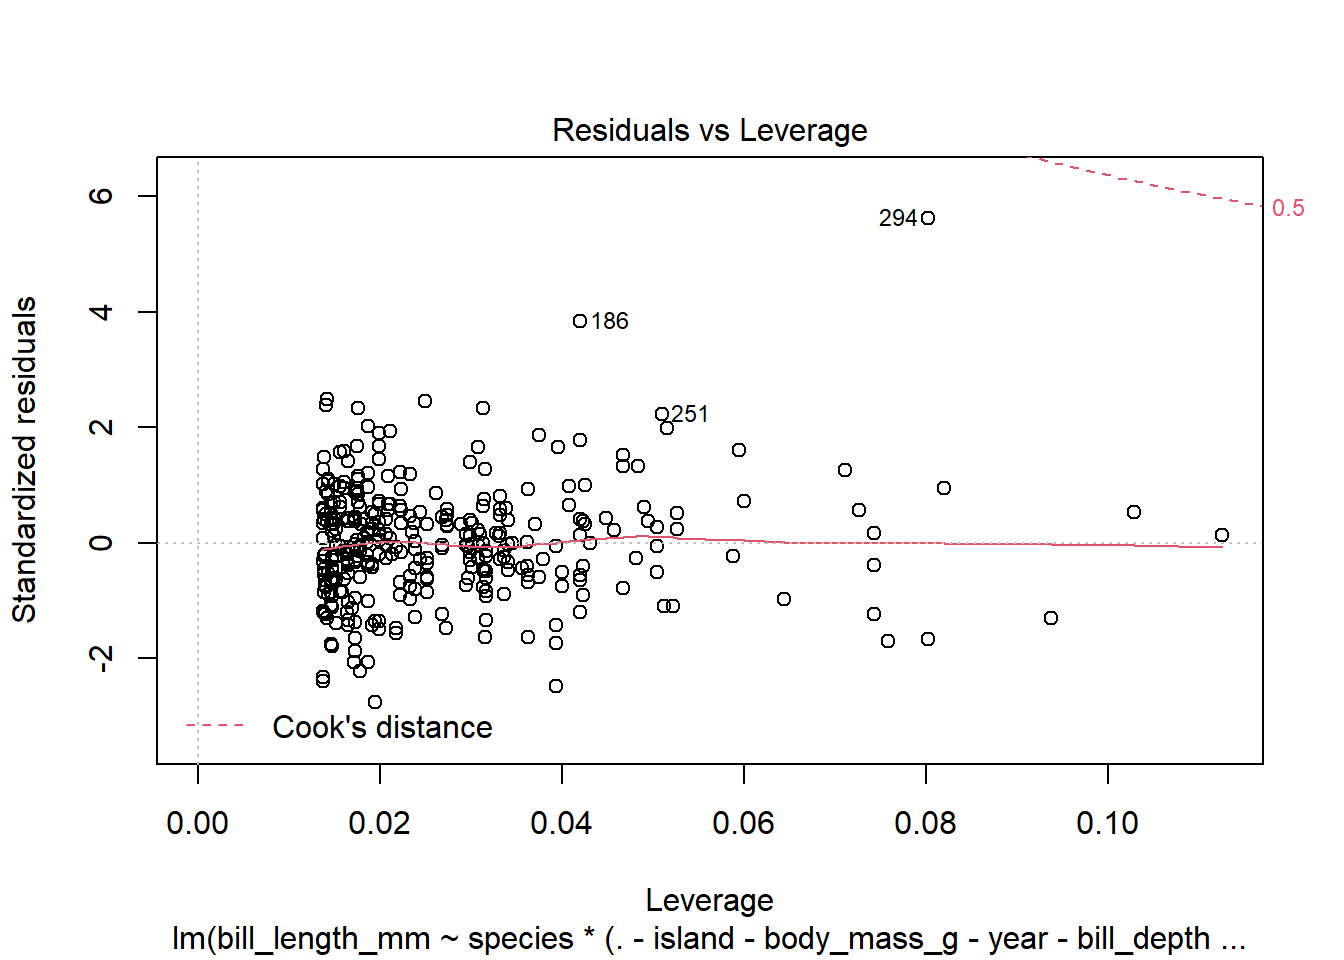 Residuals vs Leverage
Standardized residuals
6
4
2
0
-2
294
186
251
0.5
Cook's distance
0.00 0.02 0.04 0.06 0.08 0.10
Leverage
lm(bill_length_mm ~ species * (. - island - body_mass_g - year - bill_depth ...